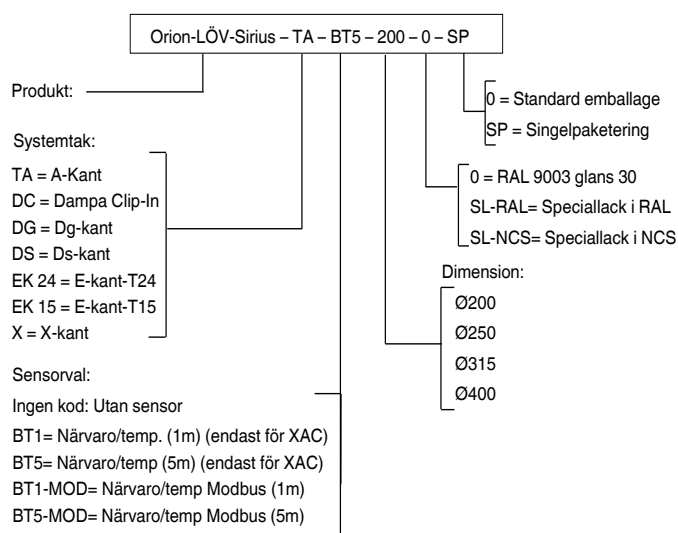 Orion-LÖV-Sirius – TA – BT5 – 200 – 0 – SP
Produkt:
0 = Standard emballage
SP = Singelpaketering
Systemtak:
TA = A-Kant
DC = Dampa Clip-In
DG = Dg-kant
DS = Ds-kant
EK 24 = E-kant-T24
EK 15 = E-kant-T15
X = X-kant
0 = RAL 9003 glans 30
SL-RAL= Speciallack i RAL
SL-NCS= Speciallack i NCS
Dimension:
Ø200
Ø250
Ø315
Ø400
Sensorval:
Ingen kod: Utan sensor
BT1= Närvaro/temp. (1m) (endast för XAC)
BT5= Närvaro/temp (5m) (endast för XAC)
BT1-MOD= Närvaro/temp Modbus (1m)
BT5-MOD= Närvaro/temp Modbus (5m)